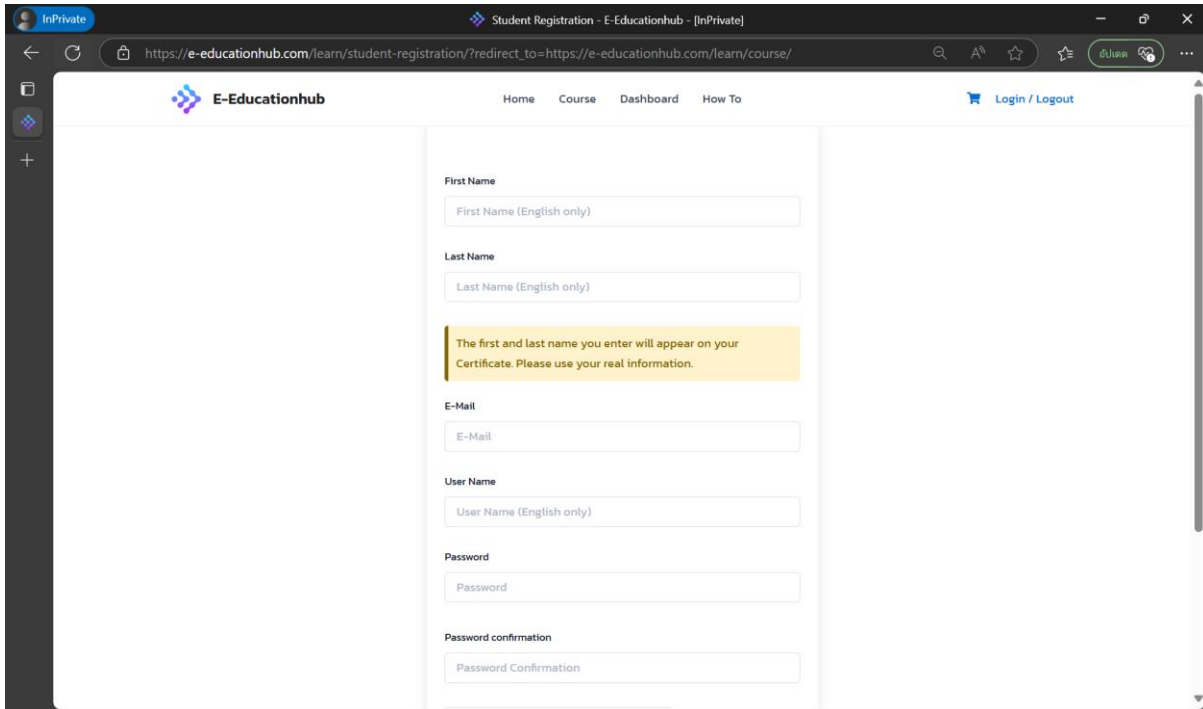 InPrivate
Student Registration - E-Educationhub - [InPrivate]
https://e-educationhub.com/learn/student-registration/?redirect_to=https://e-educationhub.com/learn/course/
อัปเดต
E-Educationhub
Home Course Dashboard How To
Login / Logout
First Name
First Name (English only)
Last Name
Last Name (English only)
The first and last name you enter will appear on your
Certificate. Please use your real information.
E-Mail
E-Mail
User Name
User Name (English only)
Password
Password
Password confirmation
Password Confirmation